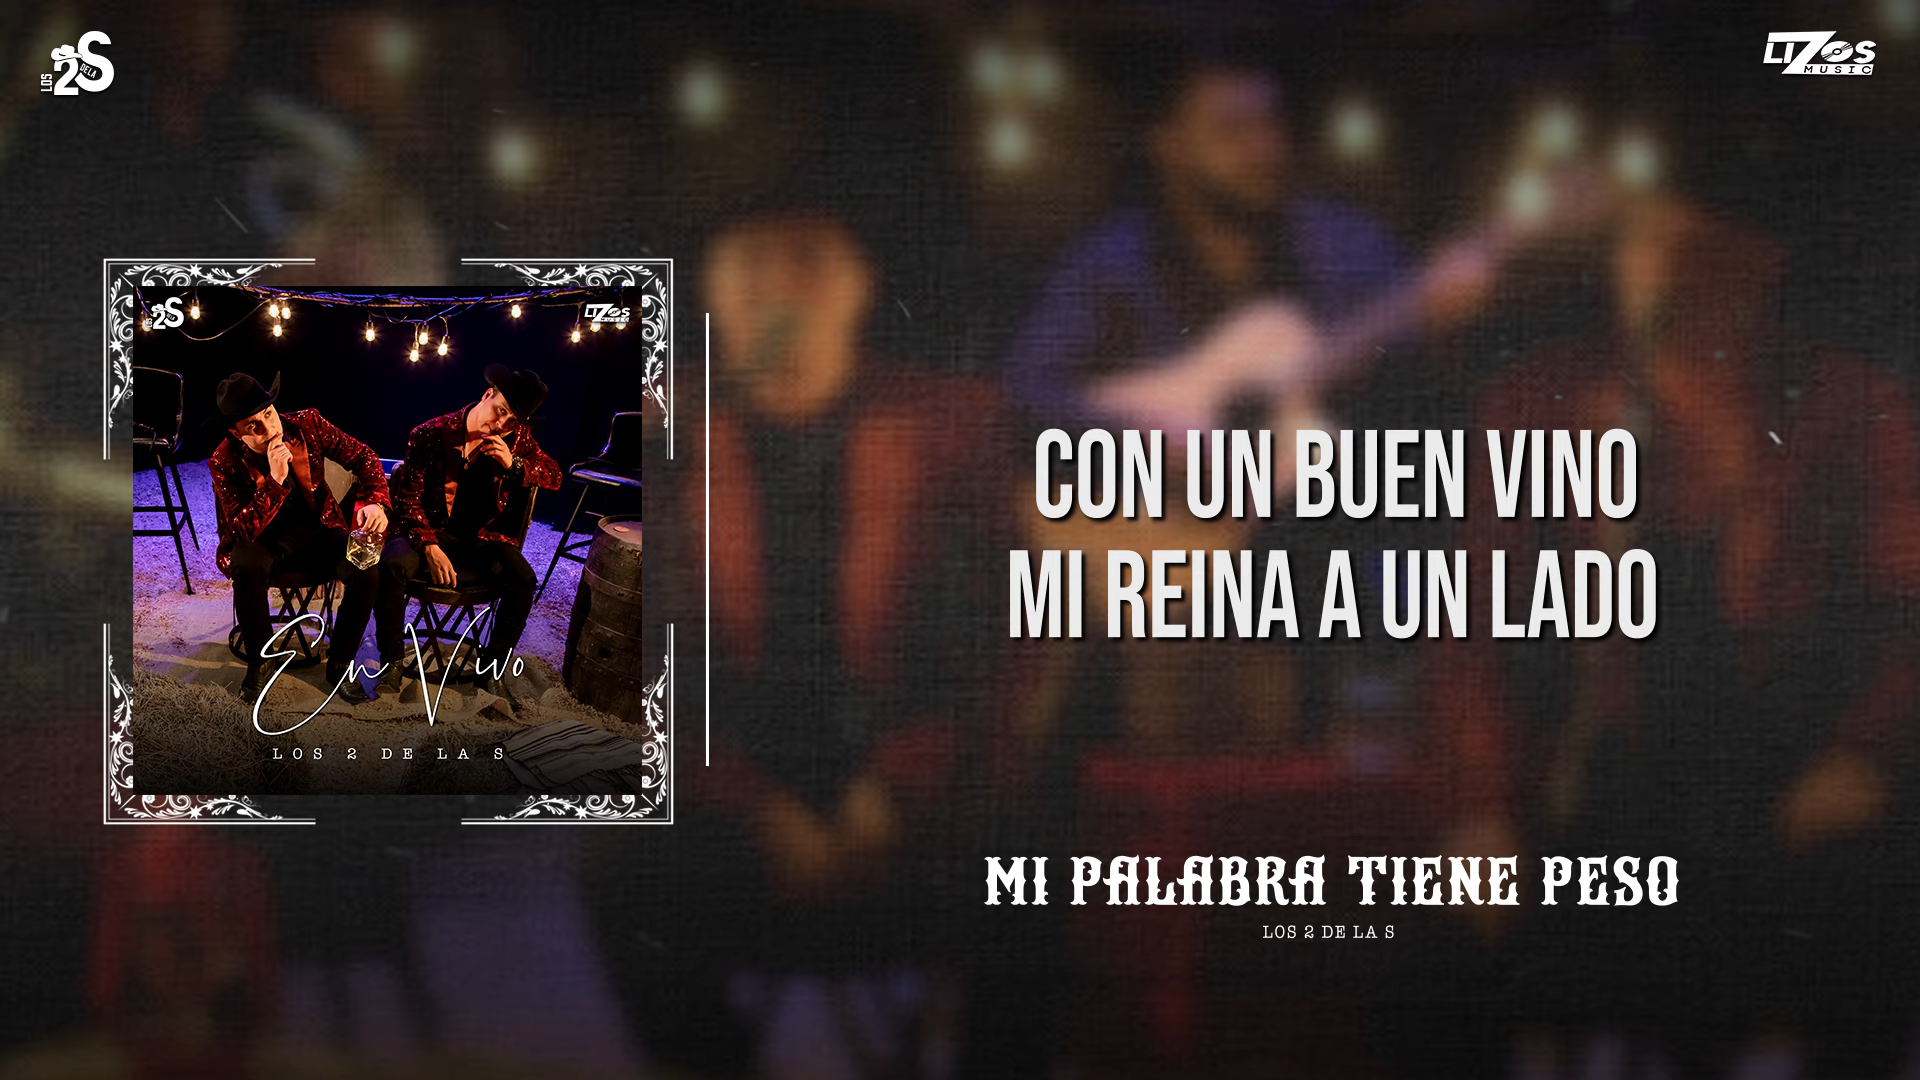 LOS 2 DE LA S
LIZOS
MUSIC
LOS 2 DE LA S
LIZOS
MUSIC
En Vivo
LOS 2 DE LA S
CON UN BUEN VINO
MI REINA A UN LADO
MI PALABRA TIENE PESO
LOS 2 DE LA S